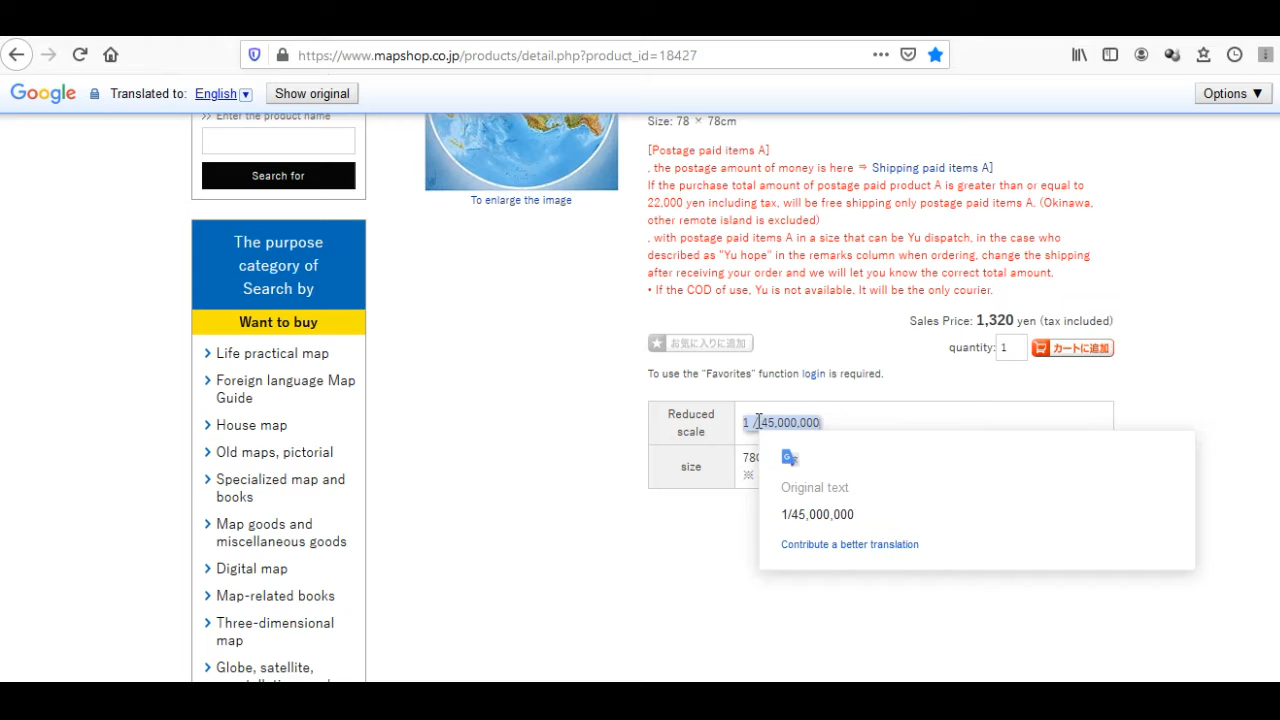 https://www.mapshop.co.jp/products/detail.php?product_id=18427
Google Translated to: English Show original Options ▼
>> Enter the product name
Search for
The purpose
category of
Search by
Want to buy
Life practical map
Foreign language Map
Guide
House map
Old maps, pictorial
Specialized map and
books
Map goods and
miscellaneous goods
Digital map
Map-related books
Three-dimensional
map
Globe, satellite,
To enlarge the image
Size: 78 × 78cm
[Postage paid items A]
, the postage amount of money is here ⇒ Shipping paid items A]
If the purchase total amount of postage paid product A is greater than or equal to
22,000 yen including tax, will be free shipping only postage paid items A. (Okinawa,
other remote island is excluded)
, with postage paid items A in a size that can be Yu dispatch, in the case who
described as "Yu hope" in the remarks column when ordering, change the shipping
after receiving your order and we will let you know the correct total amount.
• If the COD of use, Yu is not available. It will be the only courier.
Sales Price: 1,320 yen (tax included)
お気に入りに追加
quantity: 1 カートに追加
To use the "Favorites" function login is required.
Reduced
scale
1 / 45,000,000
size
78
※
Original text
1/45,000,000
Contribute a better translation